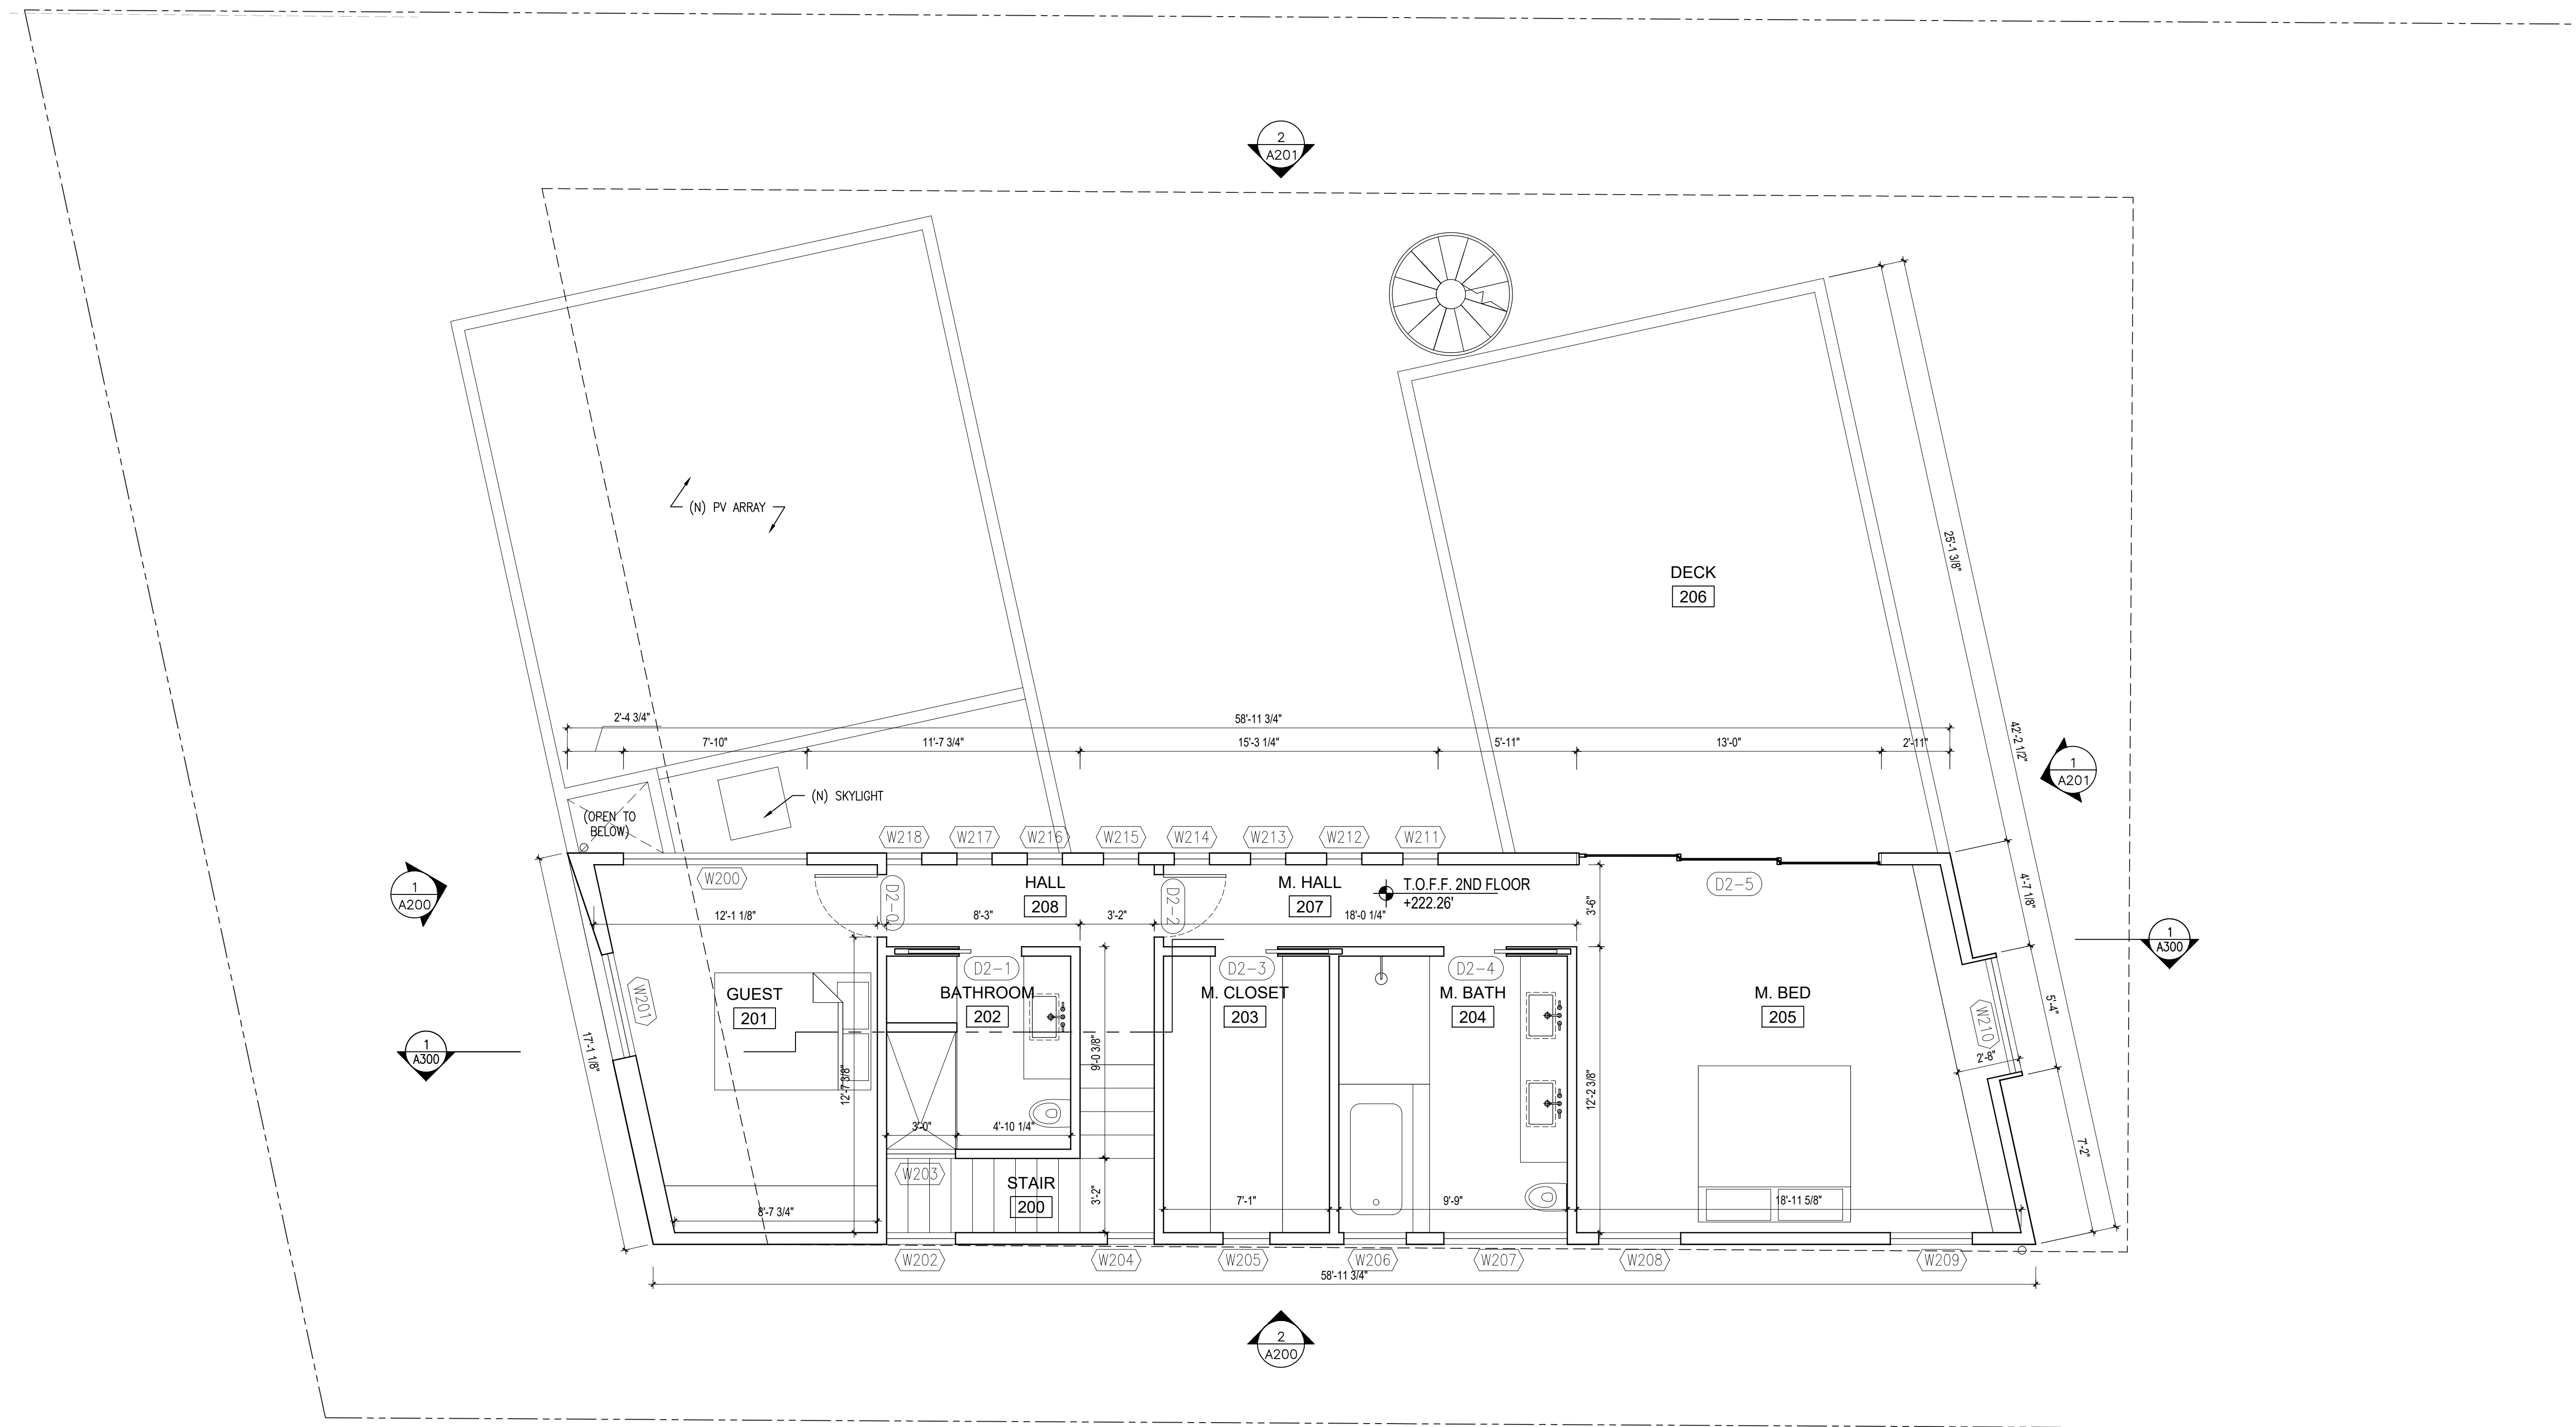 2
A201
25'-1 3/8"
(N) PV ARRAY
DECK
206
2'-4 3/4"
58'-11 3/4"
42'-2 1/2"
7'-10"
11'-7 3/4"
15'-3 1/4"
5'-11"
13'-0"
2'-11"
1
A201
(N) SKYLIGHT
(OPEN TO
BELOW)
W218
W217
W216
W215
W214
W213
W212
W211
1
A200
W200
D2-0
HALL
208
D2-2
M. HALL
207
T.O.F.F. 2ND FLOOR
+222.26'
D2-5
4'-7 1/8"
12'-1 1/8"
8'-3"
3'-2"
18'-0 1/4"
3'-6"
1
A300
D2-1
D2-3
D2-4
W201
GUEST
201
BATHROOM
202
M. CLOSET
203
M. BATH
204
M. BED
205
5'-4"
W210
2'-8"
1
A300
17'-1 1/8"
12'-7 3/8"
9'-0 3/8"
12'-2 3/8"
3'-0"
4'-10 1/4"
7'-2"
W203
STAIR
200
3'-2"
8'-7 3/4"
7'-1"
9'-9"
18'-11 5/8"
W202
W204
W205
W206
W207
W208
W209
58'-11 3/4"
2
A200